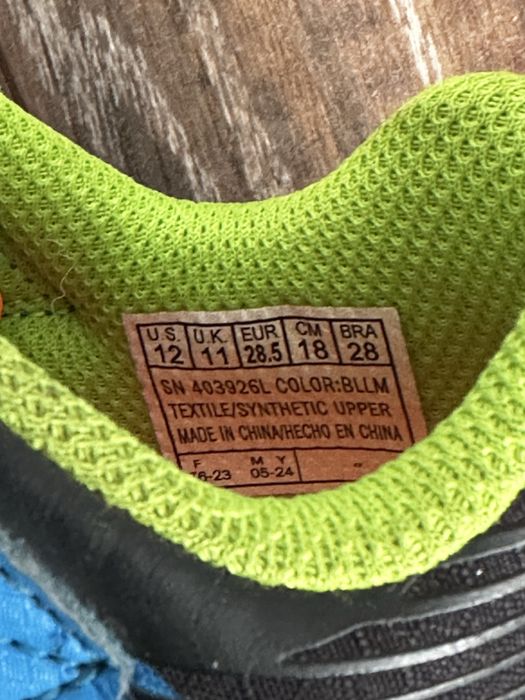 U.S. U.K. EUR CM BRA
12 11 28.5 18 28
SN 403926L COLOR:BLLM
TEXTILE/SYNTHETIC UPPER
MADE IN CHINA/HECHO EN CHINA
F M Y
05-24